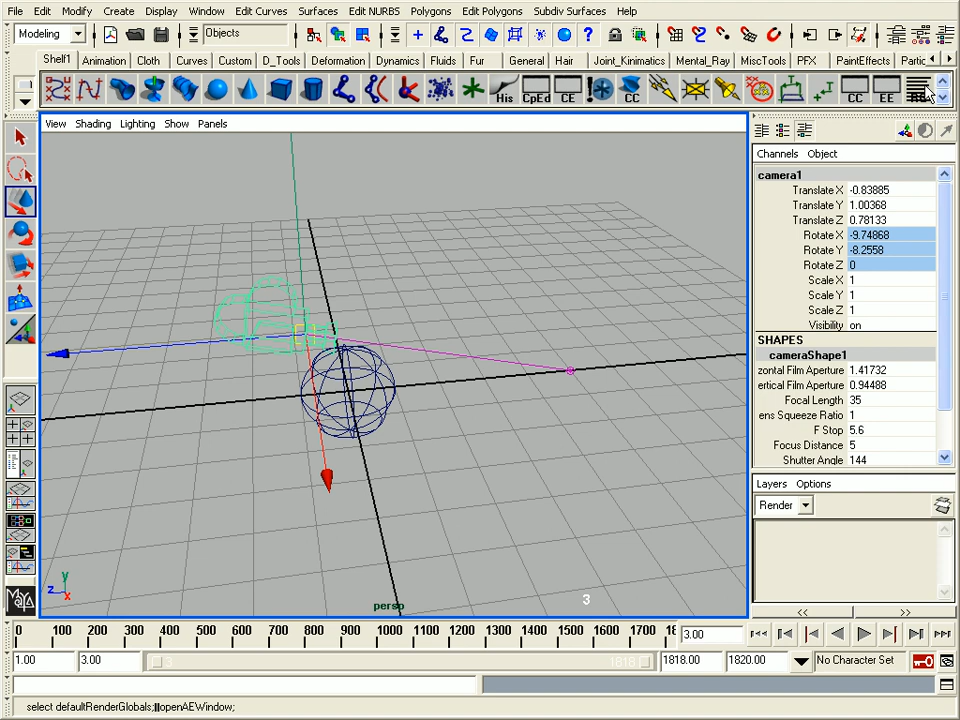 File Edit Modify Create Display Window Edit Curves Surfaces Edit NURBS Polygons Edit Polygons Subdiv Surfaces Help
Modeling Objects
Shelf1 Animation Cloth Curves Custom D_Tools Deformation Dynamics Fluids Fur General Hair Joint_Kinematics Mental_Ray MiscTools PFX PaintEffects Partic
His CpEd CE CC CC EE
View Shading Lighting Show Panels
Channels Object
camera1
Translate X -0.83885
Translate Y 1.00368
Translate Z 0.78133
Rotate X -9.74868
Rotate Y -8.2558
Rotate Z 0
Scale X 1
Scale Y 1
Scale Z 1
Visibility on
SHAPES
cameraShape1
zontal Film Aperture 1.41732
ertical Film Aperture 0.94488
Focal Length 35
ens Squeeze Ratio 1
F Stop 5.6
Focus Distance 5
Shutter Angle 144
Layers Options
Render
y
z
x
persp
3
<< >>
0 100 200 300 400 500 600 700 800 900 1000 1100 1200 1300 1400 1500 1600 1700 18
3.00
1.00 3.00 3 1818 1818.00 1820.00 No Character Set
MAYA
select defaultRenderGlobals;|||openAEWindow;